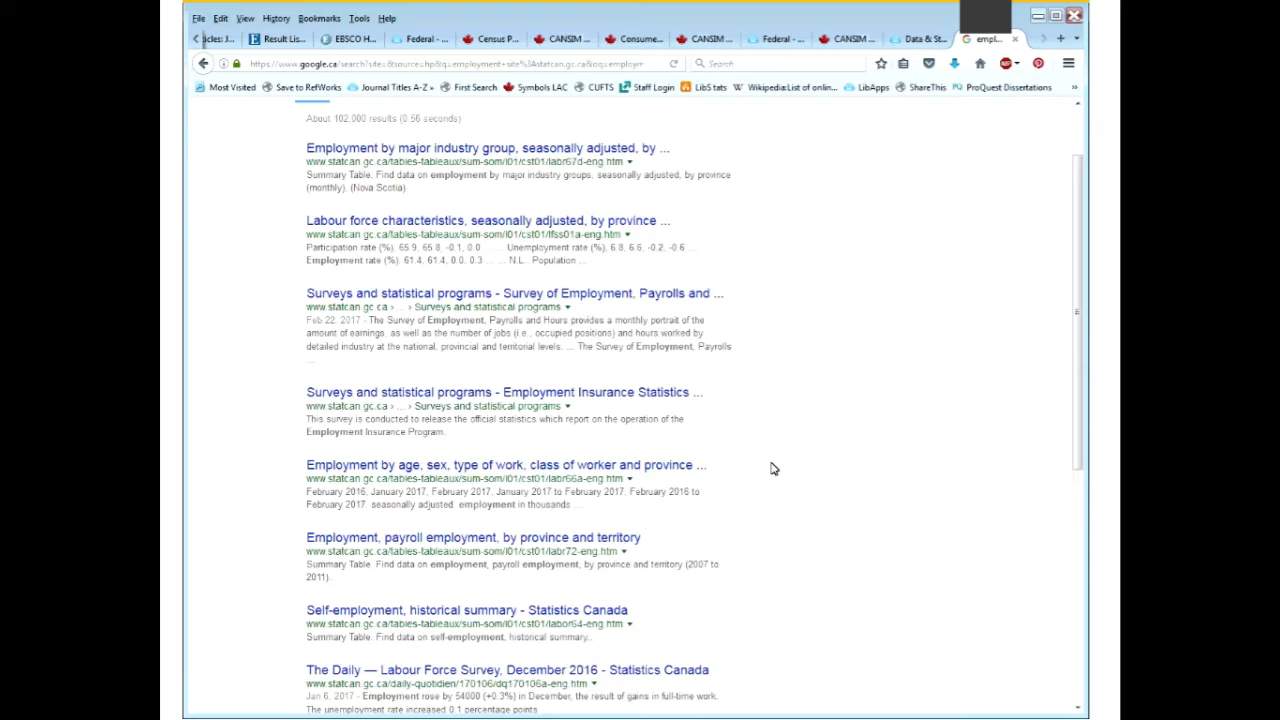 File Edit View History Bookmarks Tools Help
icles: J... Result Lis... EBSCO H... Federal - ... Census P... CANSIM ... Consume... CANSIM ... Federal - ... CANSIM ... Data & St... empl...
https://www.google.ca/search?site=&source=hp&q=employment+site%3Astatcan.gc.ca&oq=employm Search
Most Visited Save to RefWorks Journal Titles A-Z » First Search Symbols LAC CUFTS Staff Login LibStats Wikipedia:List of onlin... LibApps ShareThis ProQuest Dissertations »
About 102,000 results (0.56 seconds)
Employment by major industry group, seasonally adjusted, by ...
www.statcan.gc.ca/tables-tableaux/sum-som/l01/cst01/labr67d-eng.htm
Summary Table. Find data on employment by major industry groups, seasonally adjusted, by province
(monthly). (Nova Scotia)
Labour force characteristics, seasonally adjusted, by province ...
www.statcan.gc.ca/tables-tableaux/sum-som/l01/cst01/lfss01a-eng.htm
Participation rate (%), 65.9, 65.8, -0.1, 0.0 ... Unemployment rate (%), 6.8, 6.6, -0.2, -0.6 ...
Employment rate (%), 61.4, 61.4, 0.0, 0.3 ... ... N.L.. Population ...
Surveys and statistical programs - Survey of Employment, Payrolls and ...
www.statcan.gc.ca › ... › Surveys and statistical programs
Feb 22, 2017 - The Survey of Employment, Payrolls and Hours provides a monthly portrait of the
amount of earnings, as well as the number of jobs (i.e., occupied positions) and hours worked by
detailed industry at the national, provincial and territorial levels. ... The Survey of Employment, Payrolls
...
Surveys and statistical programs - Employment Insurance Statistics ...
www.statcan.gc.ca › ... › Surveys and statistical programs
This survey is conducted to release the official statistics which report on the operation of the
Employment Insurance Program.
Employment by age, sex, type of work, class of worker and province ...
www.statcan.gc.ca/tables-tableaux/sum-som/l01/cst01/labr66a-eng.htm
February 2016, January 2017, February 2017, January 2017 to February 2017, February 2016 to
February 2017. seasonally adjusted. employment in thousands ...
Employment, payroll employment, by province and territory
www.statcan.gc.ca/tables-tableaux/sum-som/l01/cst01/labr72-eng.htm
Summary Table. Find data on employment, payroll employment, by province and territory (2007 to
2011).
Self-employment, historical summary - Statistics Canada
www.statcan.gc.ca/tables-tableaux/sum-som/l01/cst01/labor64-eng.htm
Summary Table. Find data on self-employment, historical summary..
The Daily — Labour Force Survey, December 2016 - Statistics Canada
www.statcan.gc.ca/daily-quotidien/170106/dq170106a-eng.htm
Jan 6, 2017 - Employment rose by 54000 (+0.3%) in December, the result of gains in full-time work.
The unemployment rate increased 0.1 percentage points